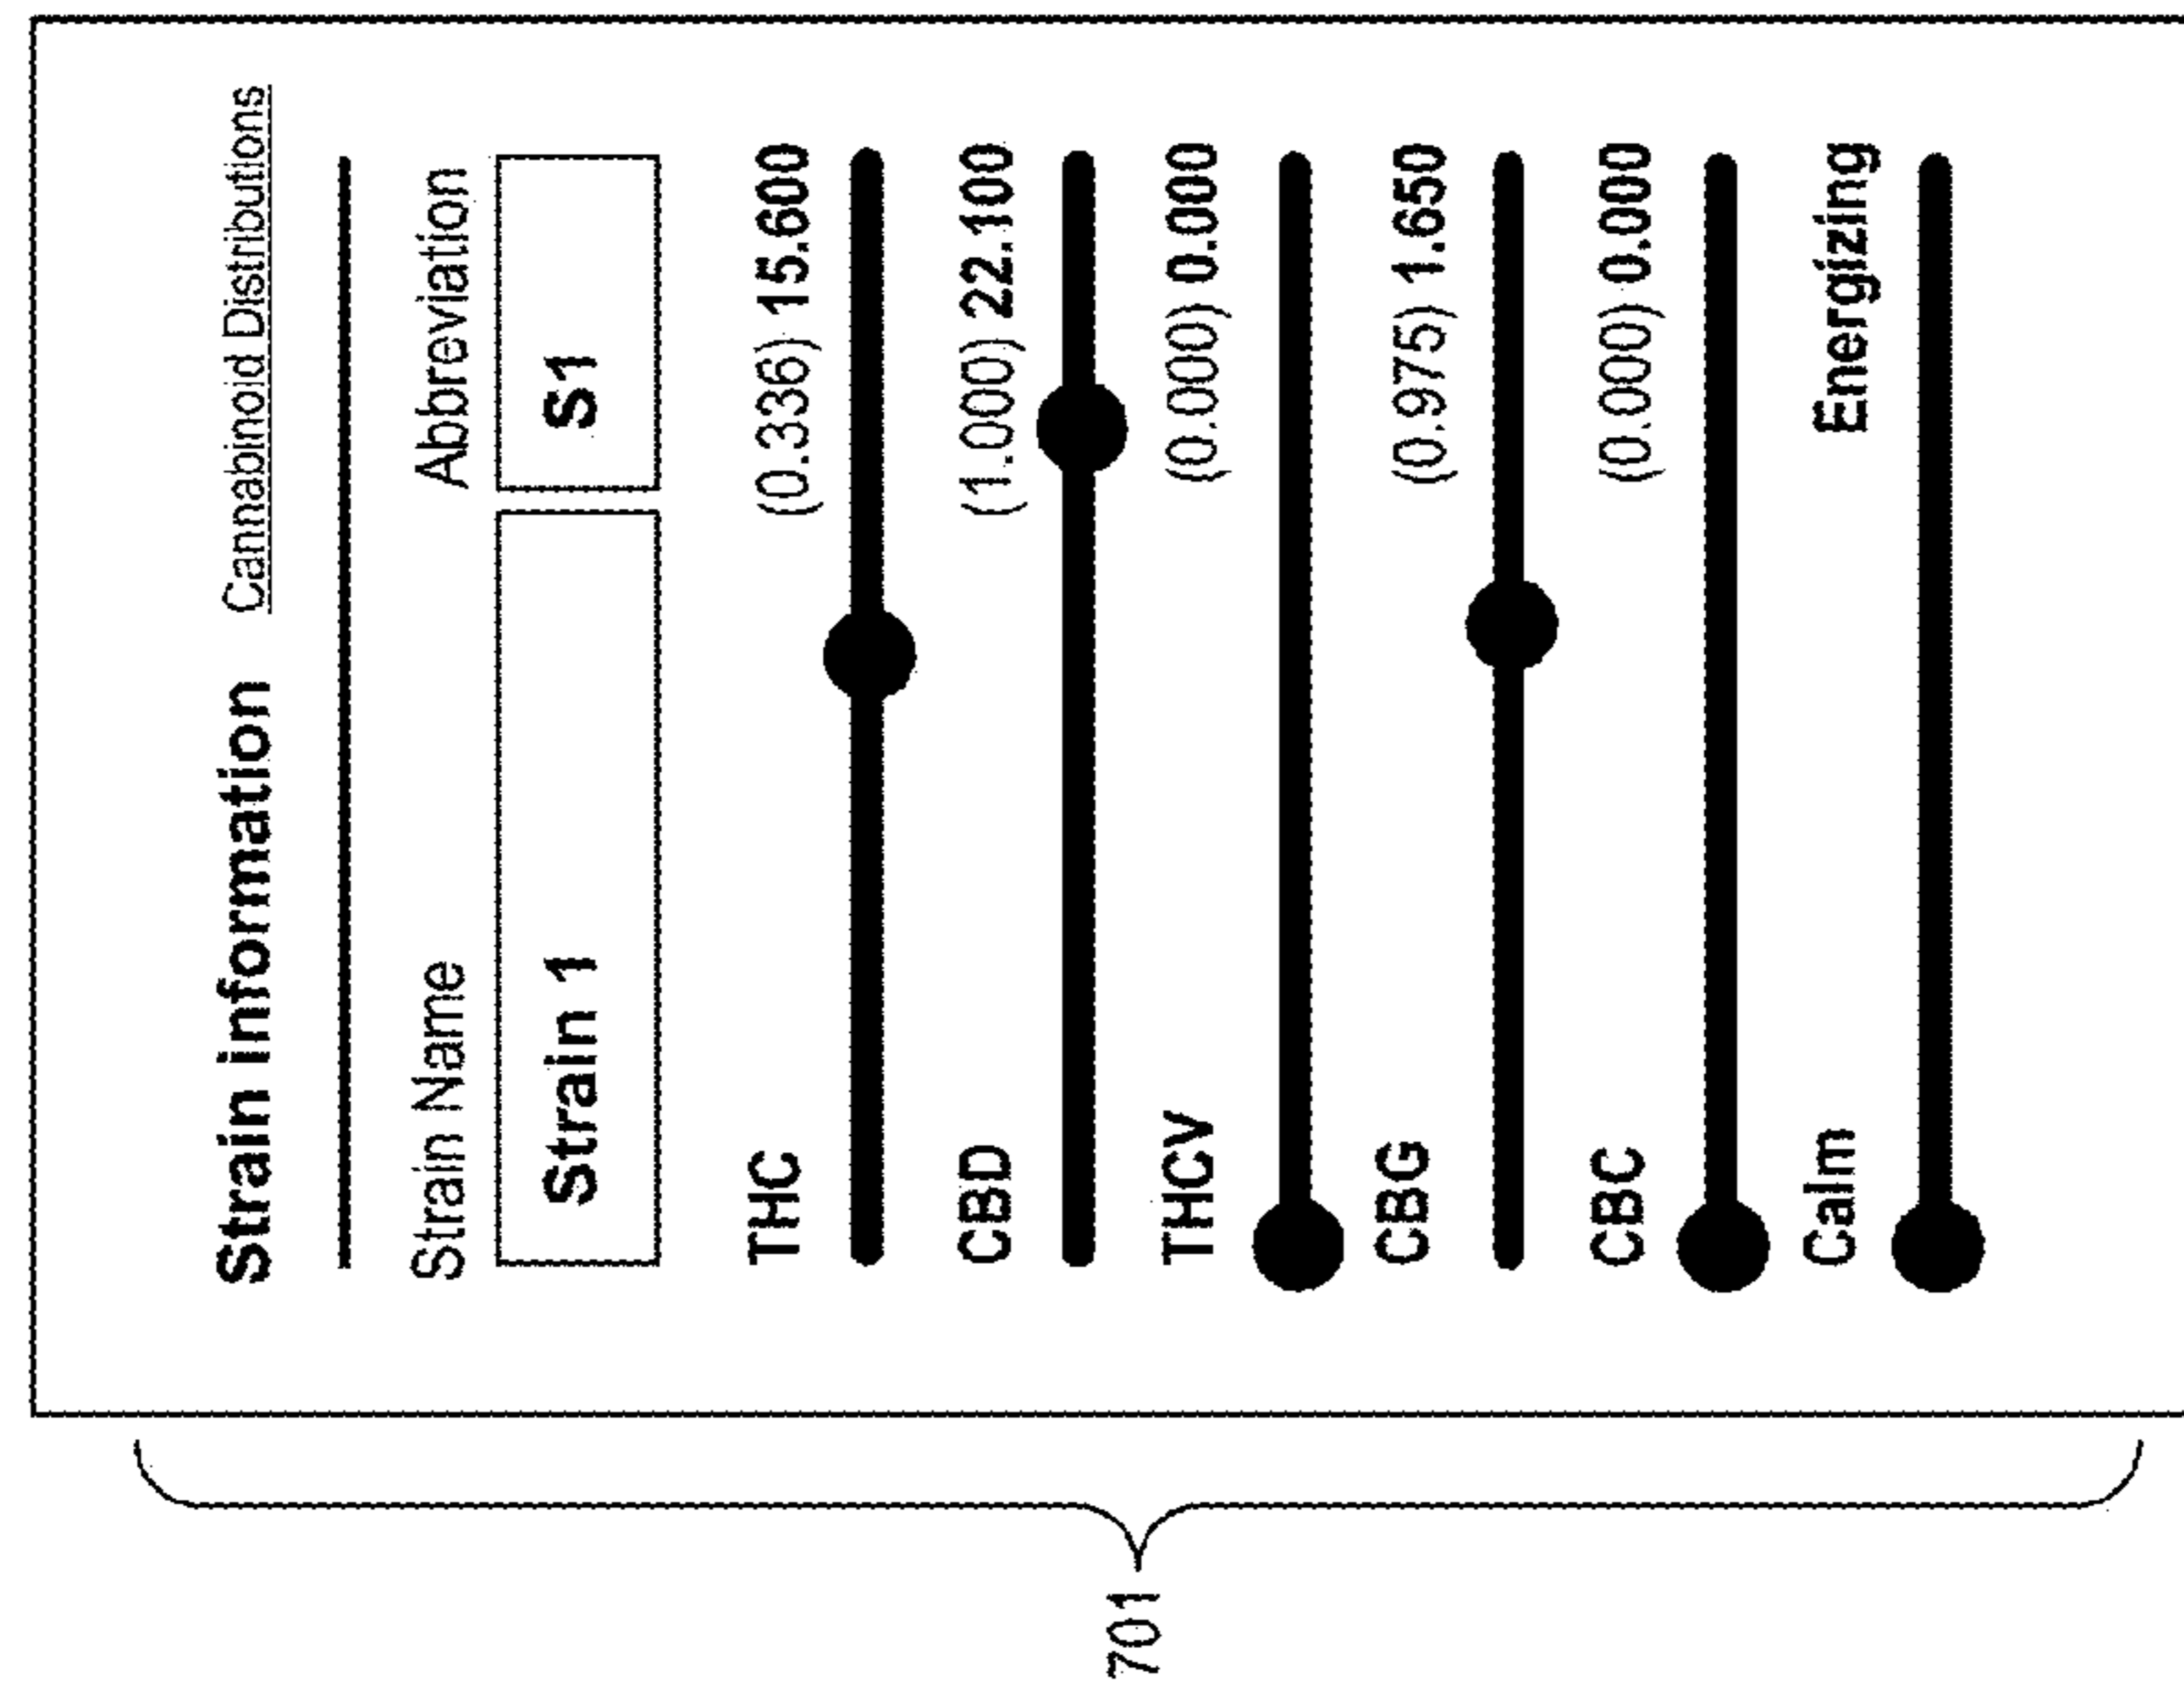 Strain Information Cannabinoid Distributions
Strain Name Abbreviation
Strain 1 S1
THC (0.336) 15.600
CBD (1.000) 22.100
THCV (0.000) 0.000
CBG (0.975) 1.650
CBC (0.000) 0.000
Calm Energizing
701